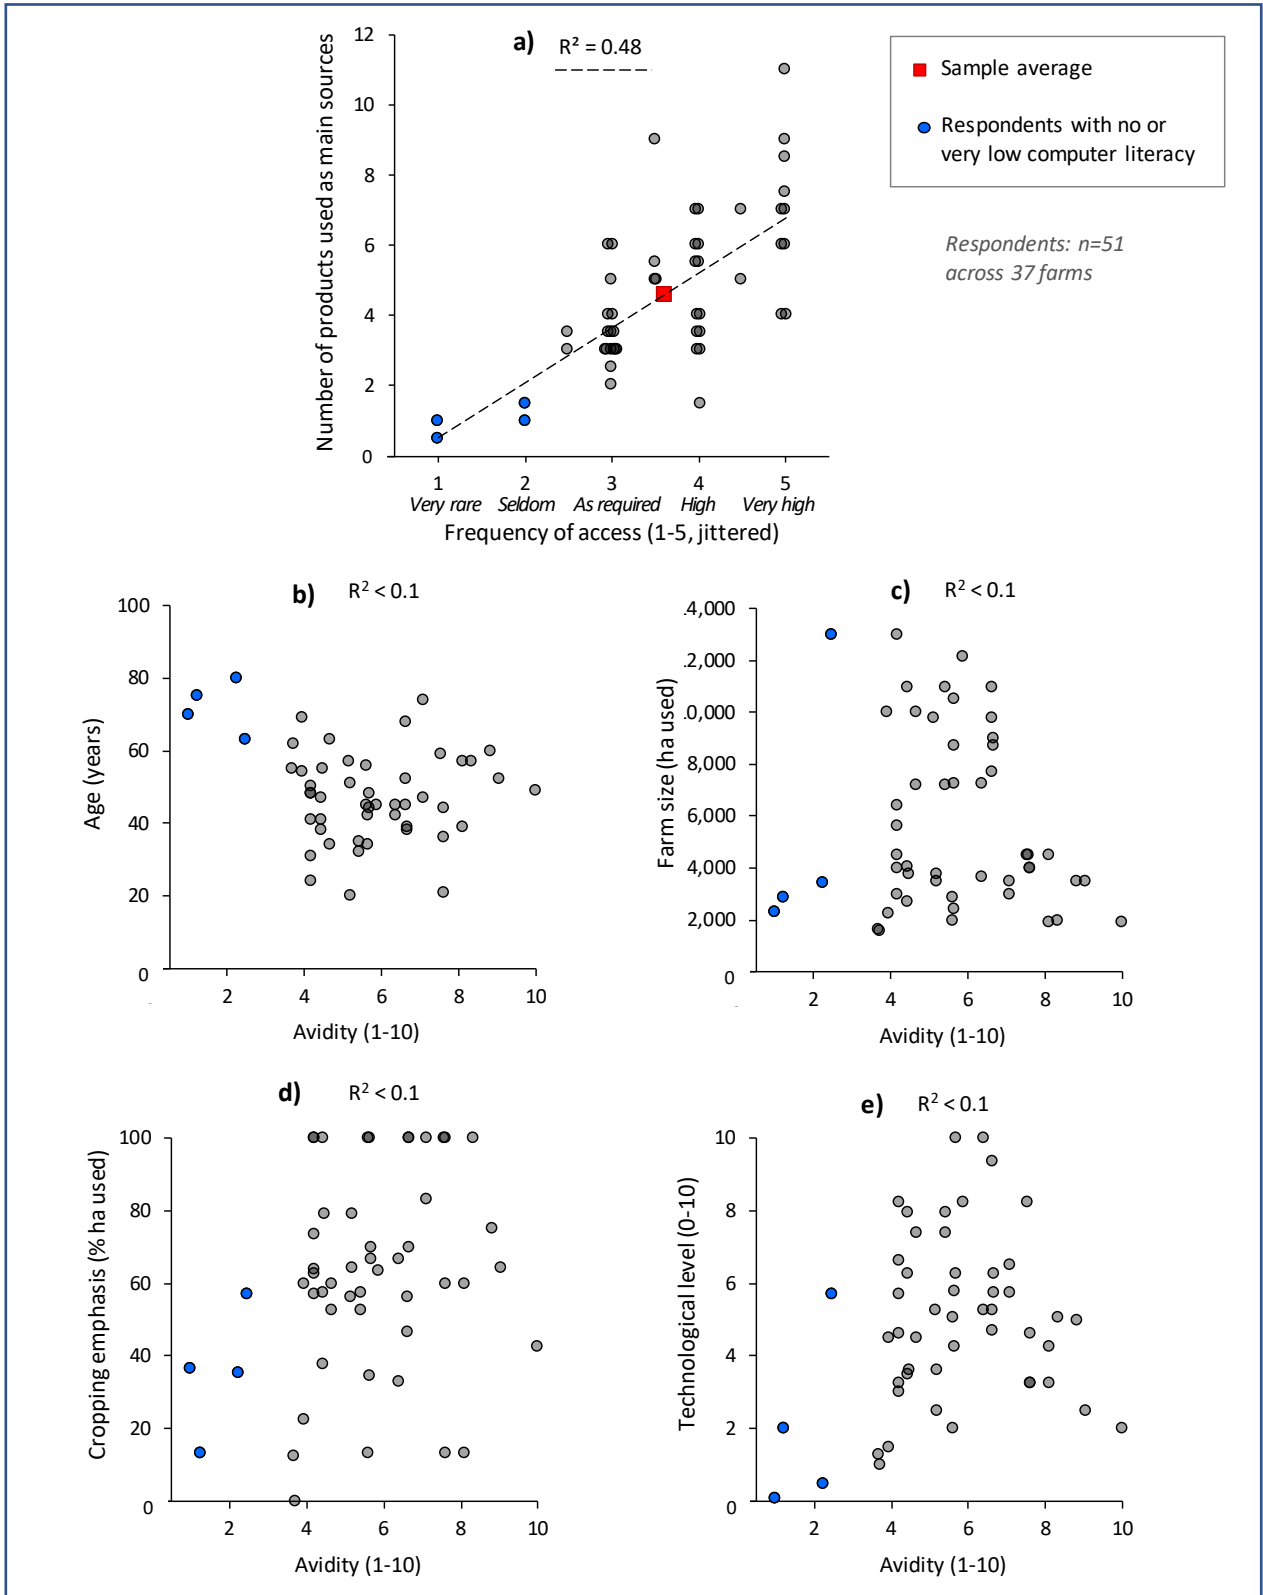 a) R² = 0.48
Sample average
Respondents with no or
very low computer literacy
Respondents: n=51
across 37 farms
Number of products used as main sources
12
10
8
6
4
2
0
1 2 3 4 5
Very rare Seldom As required High Very high
Frequency of access (1-5, jittered)
b) R² < 0.1
Age (years)
100
80
60
40
20
0
2 4 6 8 10
Avidity (1-10)
c) R² < 0.1
Farm size (ha used)
.4,000
.2,000
.0,000
8,000
6,000
4,000
2,000
0
2 4 6 8 10
Avidity (1-10)
d) R² < 0.1
Cropping emphasis (% ha used)
100
80
60
40
20
0
2 4 6 8 10
Avidity (1-10)
e) R² < 0.1
Technological level (0-10)
10
8
6
4
2
0
2 4 6 8 10
Avidity (1-10)